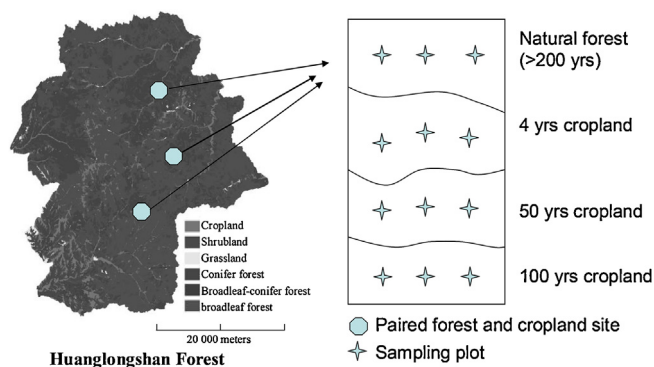 Natural forest
(>200 yrs)
4 yrs cropland
50 yrs cropland
100 yrs cropland
Cropland
Shrubland
Grassland
Conifer forest
Broadleaf-conifer forest
broadleaf forest
20 000 meters
Huanglongshan Forest
Paired forest and cropland site
Sampling plot